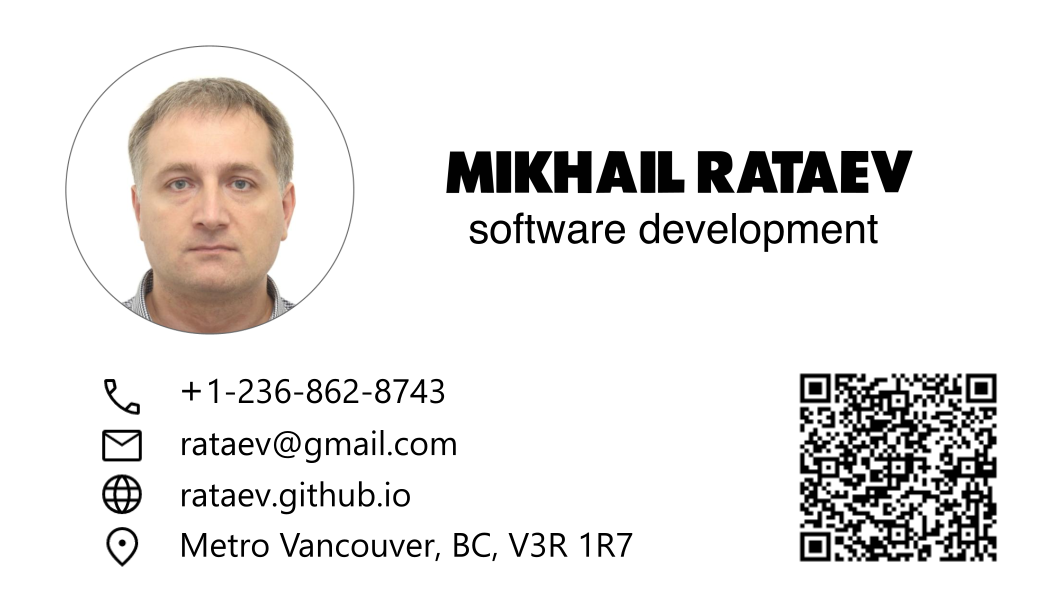 MIKHAIL RATAEV
software development
+1-236-862-8743
rataev@gmail.com
rataev.github.io
Metro Vancouver, BC, V3R 1R7